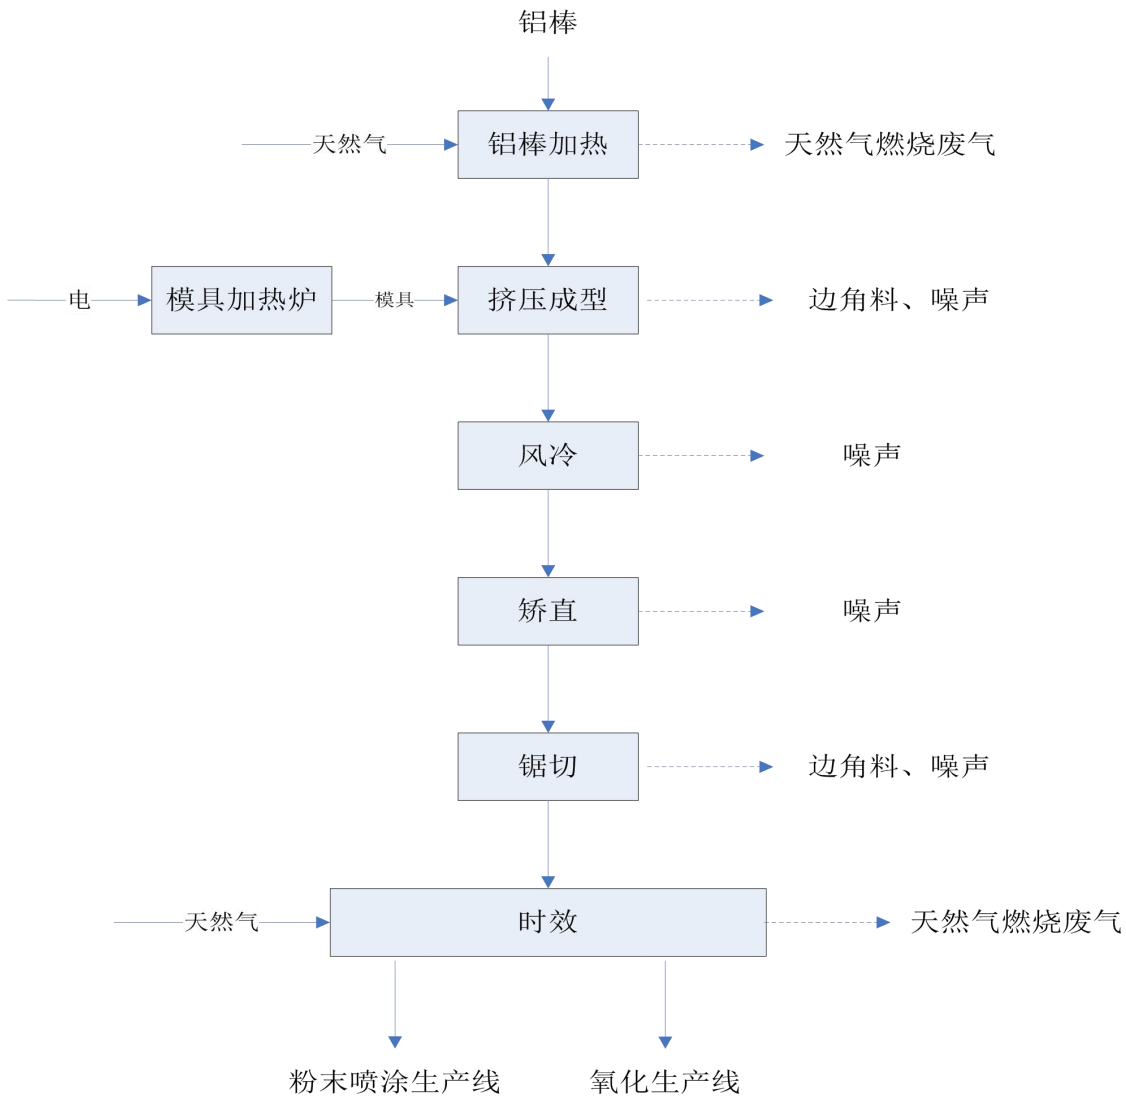 铝棒
天然气
铝棒加热
天然气燃烧废气
电
模具加热炉
模具
挤压成型
边角料、噪声
风冷
噪声
矫直
噪声
锯切
边角料、噪声
天然气
时效
天然气燃烧废气
粉末喷涂生产线
氧化生产线